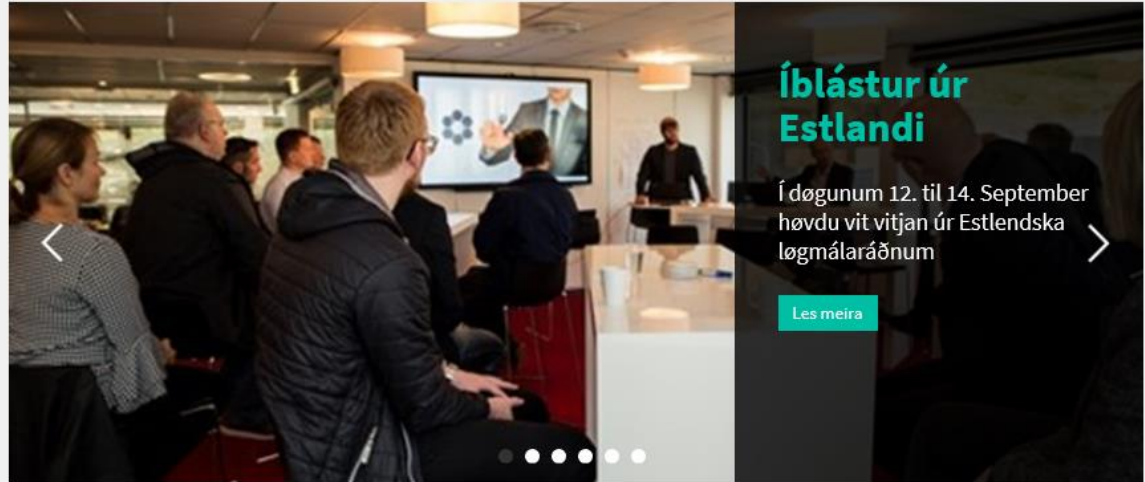 Íblástur úr
Estlandi
Í døgunum 12. til 14. September
høvdu vit vitjan úr Estlendska
løgmálaráðnum
Les meira